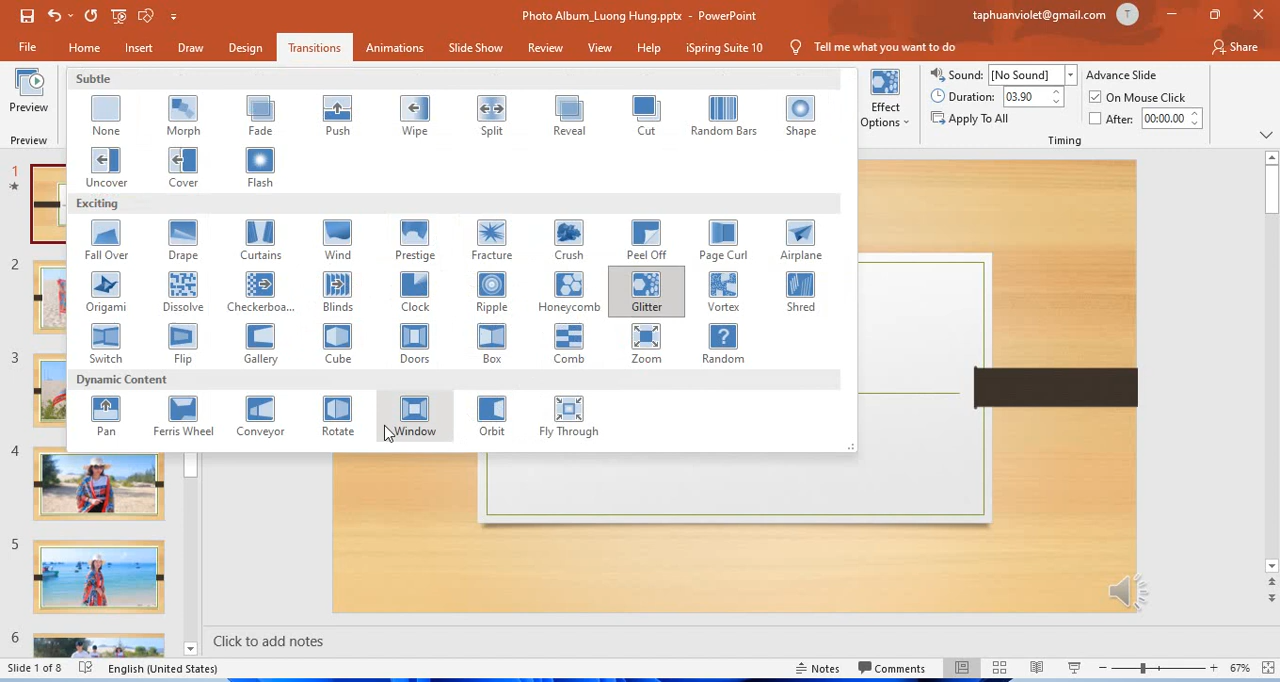 Photo Album_Luong Hung.pptx - PowerPoint
taphuanviolet@gmail.com T
File Home Insert Draw Design Transitions Animations Slide Show Review View Help iSpring Suite 10 Tell me what you want to do Share
Preview
Preview
Subtle
None Morph Fade Push Wipe Split Reveal Cut Random Bars Shape
Uncover Cover Flash
Exciting
Fall Over Drape Curtains Wind Prestige Fracture Crush Peel Off Page Curl Airplane
Origami Dissolve Checkerboa... Blinds Clock Ripple Honeycomb Glitter Vortex Shred
Switch Flip Gallery Cube Doors Box Comb Zoom Random
Dynamic Content
Pan Ferris Wheel Conveyor Rotate Window Orbit Fly Through
Effect
Options
Sound: [No Sound]
Duration: 03.90
Apply To All
Advance Slide
On Mouse Click
After: 00:00.00
Timing
1
2
3
4
5
6
Click to add notes
Slide 1 of 8 English (United States) Notes Comments 67%